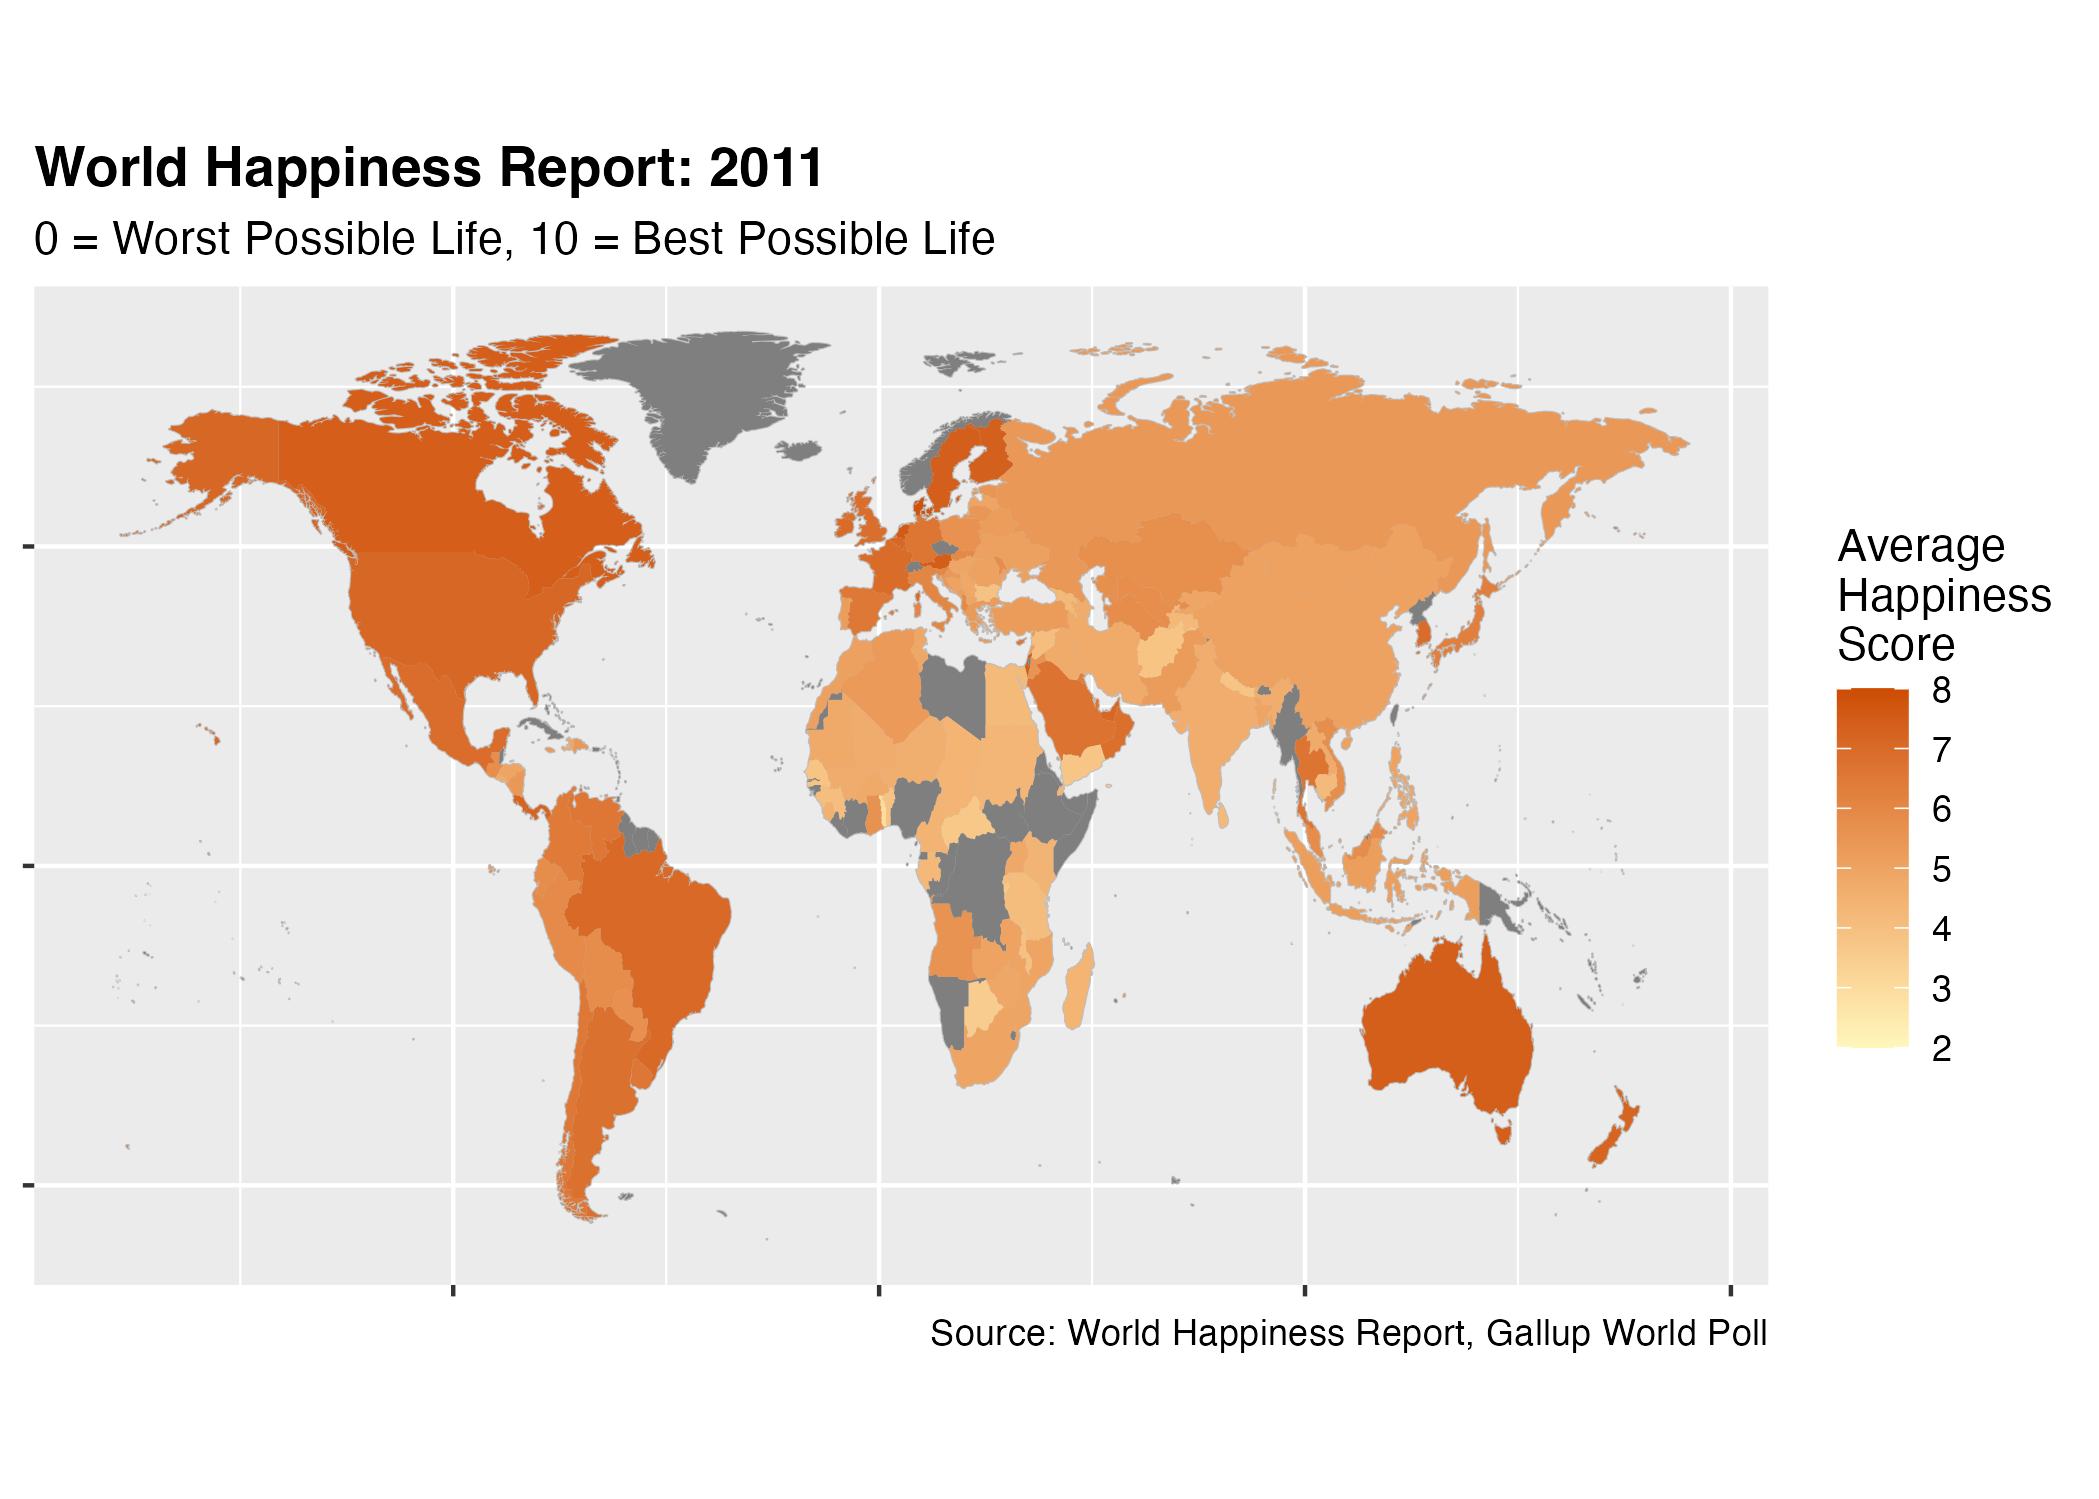 World Happiness Report: 2011
0 = Worst Possible Life, 10 = Best Possible Life
Average
Happiness
Score
8
7
6
5
4
3
2
Source: World Happiness Report, Gallup World Poll